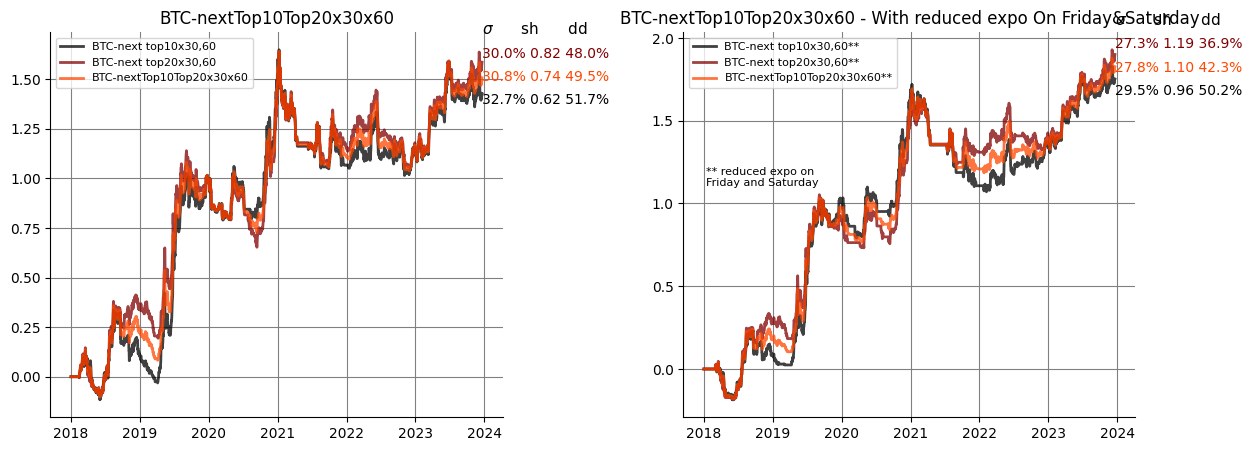 BTC-nextTop10Top20x30x60
σ sh dd
BTC-next top10x30,60
BTC-next top20x30,60
BTC-nextTop10Top20x30x60
30.0% 0.82 48.0%
30.8% 0.74 49.5%
32.7% 0.62 51.7%
1.50
1.25
1.00
0.75
0.50
0.25
0.00
2018 2019 2020 2021 2022 2023 2024
BTC-nextTop10Top20x30x60 - With reduced expo On Friday&Saturday
σ sh dd
BTC-next top10x30,60**
BTC-next top20x30,60**
BTC-nextTop10Top20x30x60**
27.3% 1.19 36.9%
27.8% 1.10 42.3%
29.5% 0.96 50.2%
** reduced expo on
Friday and Saturday
2.0
1.5
1.0
0.5
0.0
2018 2019 2020 2021 2022 2023 2024